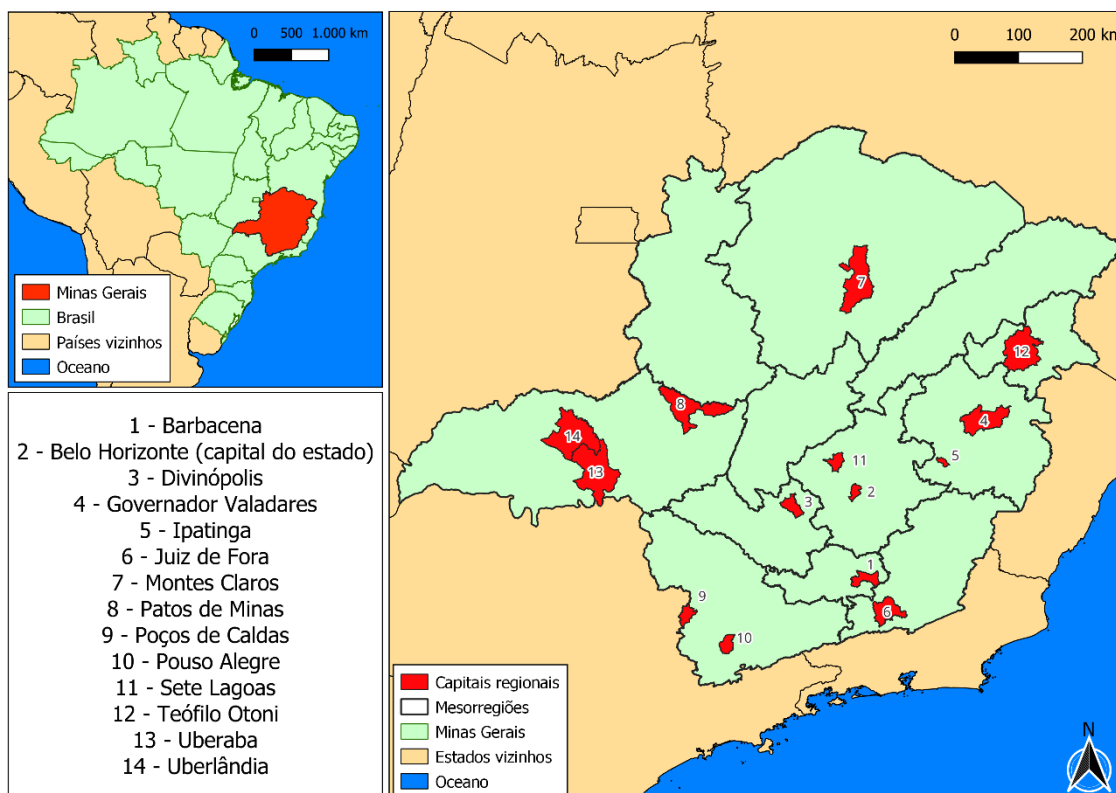 0 500 1.000 km
Minas Gerais
Brasil
Países vizinhos
Oceano
1 - Barbacena
2 - Belo Horizonte (capital do estado)
3 - Divinópolis
4 - Governador Valadares
5 - Ipatinga
6 - Juiz de Fora
7 - Montes Claros
8 - Patos de Minas
9 - Poços de Caldas
10 - Pouso Alegre
11 - Sete Lagoas
12 - Teófilo Otoni
13 - Uberaba
14 - Uberlândia
0 100 200 km
7
12
8
4
14
11
5
13
2
3
1
9
6
10
Capitais regionais
Mesorregiões
Minas Gerais
Estados vizinhos
Oceano
N